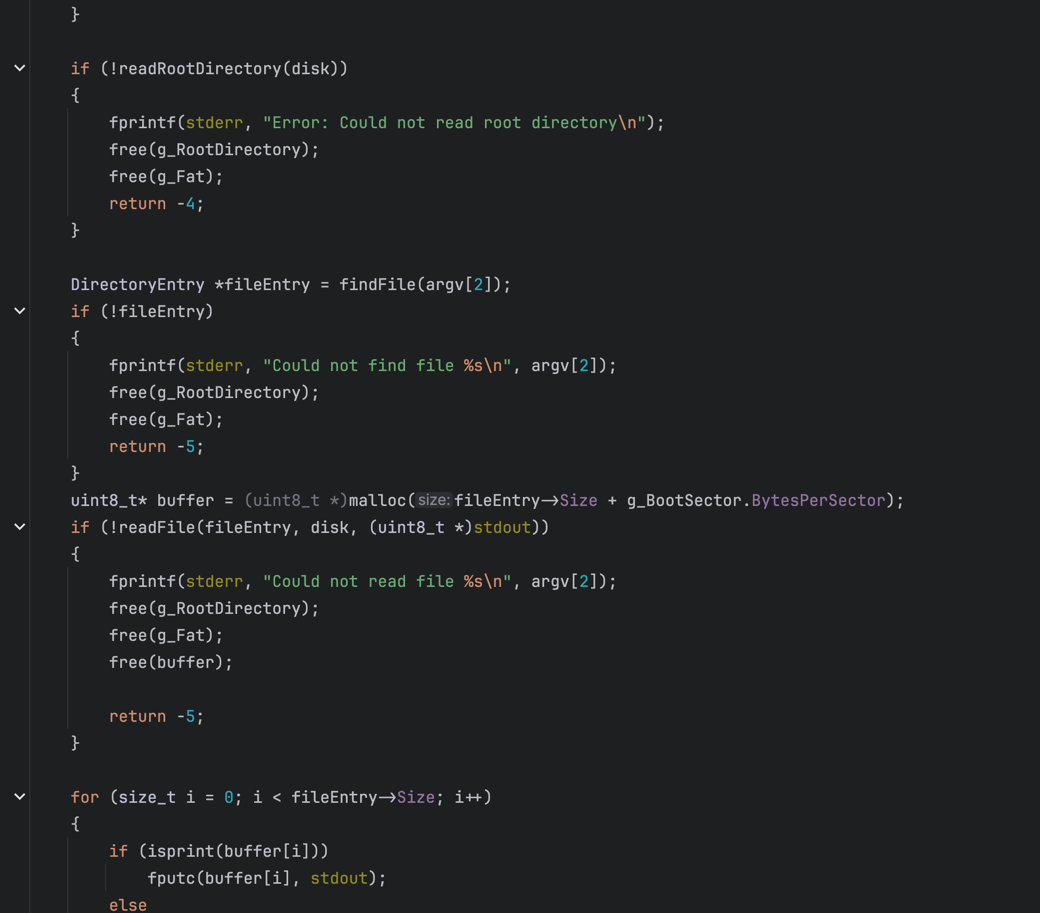 }
if (!readRootDirectory(disk))
{
fprintf(stderr, "Error: Could not read root directory\n");
free(g_RootDirectory);
free(g_Fat);
return -4;
}
DirectoryEntry *fileEntry = findFile(argv[2]);
if (!fileEntry)
{
fprintf(stderr, "Could not find file %s\n", argv[2]);
free(g_RootDirectory);
free(g_Fat);
return -5;
}
uint8_t* buffer = (uint8_t *)malloc(size:fileEntry->Size + g_BootSector.BytesPerSector);
if (!readFile(fileEntry, disk, (uint8_t *)stdout))
{
fprintf(stderr, "Could not read file %s\n", argv[2]);
free(g_RootDirectory);
free(g_Fat);
free(buffer);
return -5;
}
for (size_t i = 0; i < fileEntry->Size; i++)
{
if (isprint(buffer[i]))
fputc(buffer[i], stdout);
else